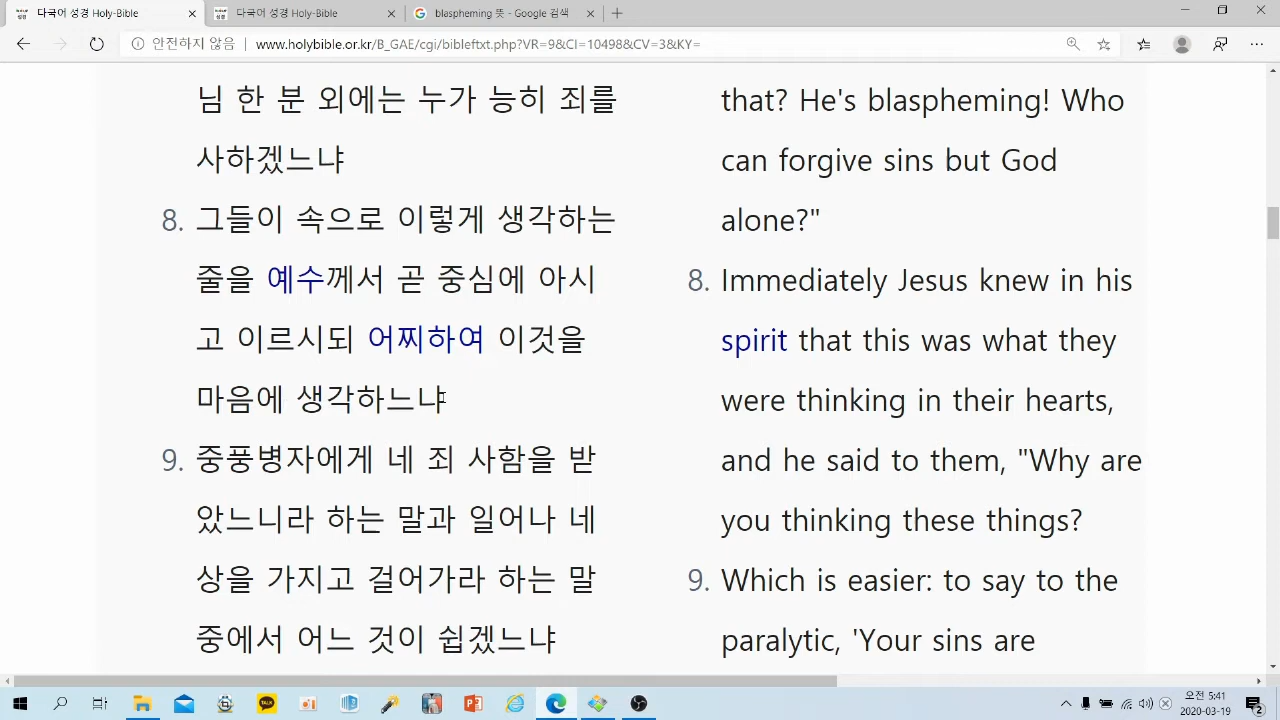 다국어 성경 Holy-Bible
다국어 성경 Holy-Bible
blaspheming 뜻 - Google 검색
안전하지 않음 | www.holybible.or.kr/B_GAE/cgi/bibleftxt.php?VR=9&CI=10498&CV=3&KY=
님 한 분 외에는 누가 능히 죄를
사하겠느냐
8. 그들이 속으로 이렇게 생각하는
줄을 예수께서 곧 중심에 아시
고 이르시되 어찌하여 이것을
마음에 생각하느냐
9. 중풍병자에게 네 죄 사함을 받
았느니라 하는 말과 일어나 네
상을 가지고 걸어가라 하는 말
중에서 어느 것이 쉽겠느냐
that? He's blaspheming! Who
can forgive sins but God
alone?"
8. Immediately Jesus knew in his
spirit that this was what they
were thinking in their hearts,
and he said to them, "Why are
you thinking these things?
9. Which is easier: to say to the
paralytic, 'Your sins are
TALK
오전 5:41
2020-03-19
2